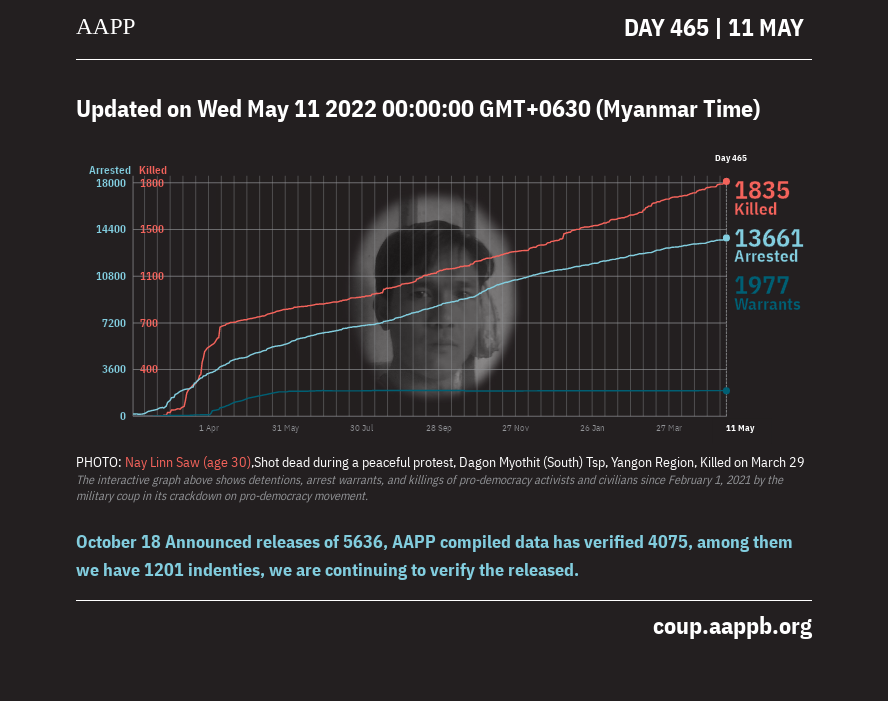 AAPP
DAY 465 | 11 MAY
Updated on Wed May 11 2022 00:00:00 GMT+0630 (Myanmar Time)
Day 465
Arrested Killed
18000 1800
14400 1500
10800 1100
7200 700
3600 400
0
1835
Killed
13661
Arrested
1977
Warrants
1 Apr 31 May 30 Jul 28 Sep 27 Nov 26 Jan 27 Mar 11 May
PHOTO: Nay Linn Saw (age 30),Shot dead during a peaceful protest, Dagon Myothit (South) Tsp, Yangon Region, Killed on March 29
The interactive graph above shows detentions, arrest warrants, and killings of pro-democracy activists and civilians since February 1, 2021 by the
military coup in its crackdown on pro-democracy movement.
October 18 Announced releases of 5636, AAPP compiled data has verified 4075, among them
we have 1201 indenties, we are continuing to verify the released.
coup.aappb.org